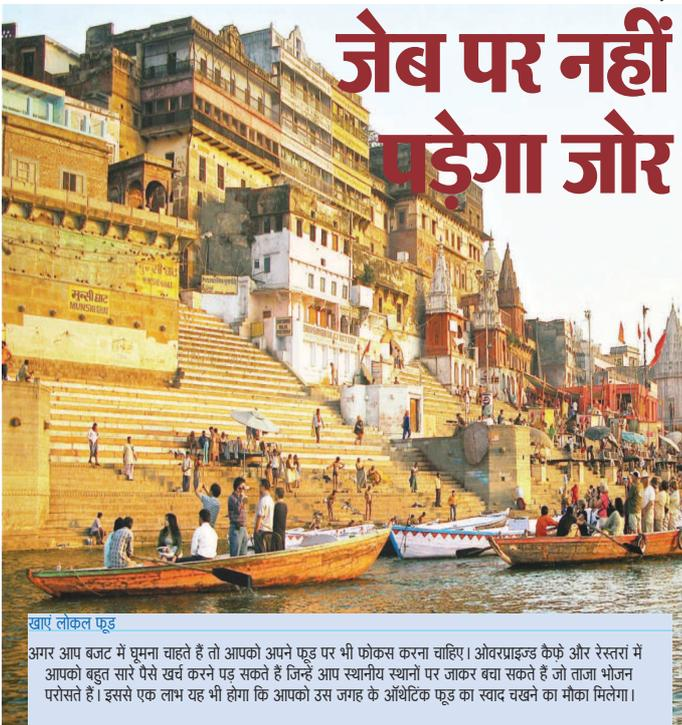 जेब पर नहीं
पड़ेगा जोर
मुन्सी घाट
MUNSHI GHAT
खाएं लोकल फूड
अगर आप बजट में घूमना चाहते हैं तो आपको अपने फूड पर भी फोकस करना चाहिए। ओवरप्राइज्ड कैफे और रेस्तरां में
आपको बहुत सारे पैसे खर्च करने पड़ सकते हैं जिन्हें आप स्थानीय स्थानों पर जाकर बचा सकते हैं जो ताजा भोजन
परोसते हैं। इससे एक लाभ यह भी होगा कि आपको उस जगह के ऑथेंटिक फूड का स्वाद चखने का मौका मिलेगा।